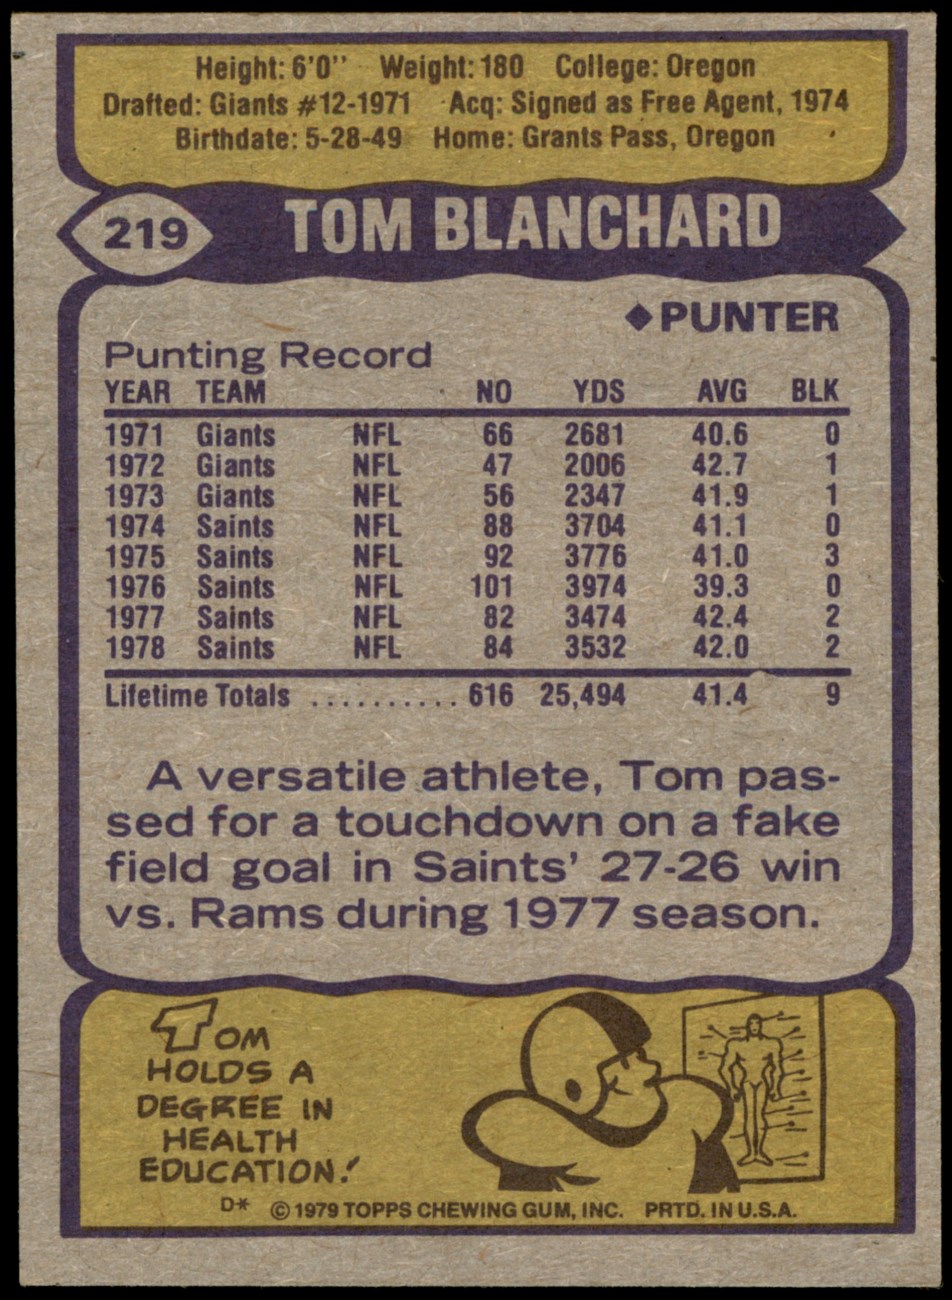 Height: 6'0" Weight: 180 College: Oregon
Drafted: Giants #12-1971 Acq: Signed as Free Agent, 1974
Birthdate: 5-28-49 Home: Grants Pass, Oregon
219 TOM BLANCHARD
◆PUNTER
Punting Record
YEAR TEAM NO YDS AVG BLK
1971 Giants NFL 66 2681 40.6 0
1972 Giants NFL 47 2006 42.7 1
1973 Giants NFL 56 2347 41.9 1
1974 Saints NFL 88 3704 41.1 0
1975 Saints NFL 92 3776 41.0 3
1976 Saints NFL 101 3974 39.3 0
1977 Saints NFL 82 3474 42.4 2
1978 Saints NFL 84 3532 42.0 2
Lifetime Totals .......... 616 25,494 41.4 9
A versatile athlete, Tom pas-
sed for a touchdown on a fake
field goal in Saints' 27-26 win
vs. Rams during 1977 season.
TOM
HOLDS A
DEGREE IN
HEALTH
EDUCATION!
D* © 1979 TOPPS CHEWING GUM, INC. PRTD. IN U.S.A.